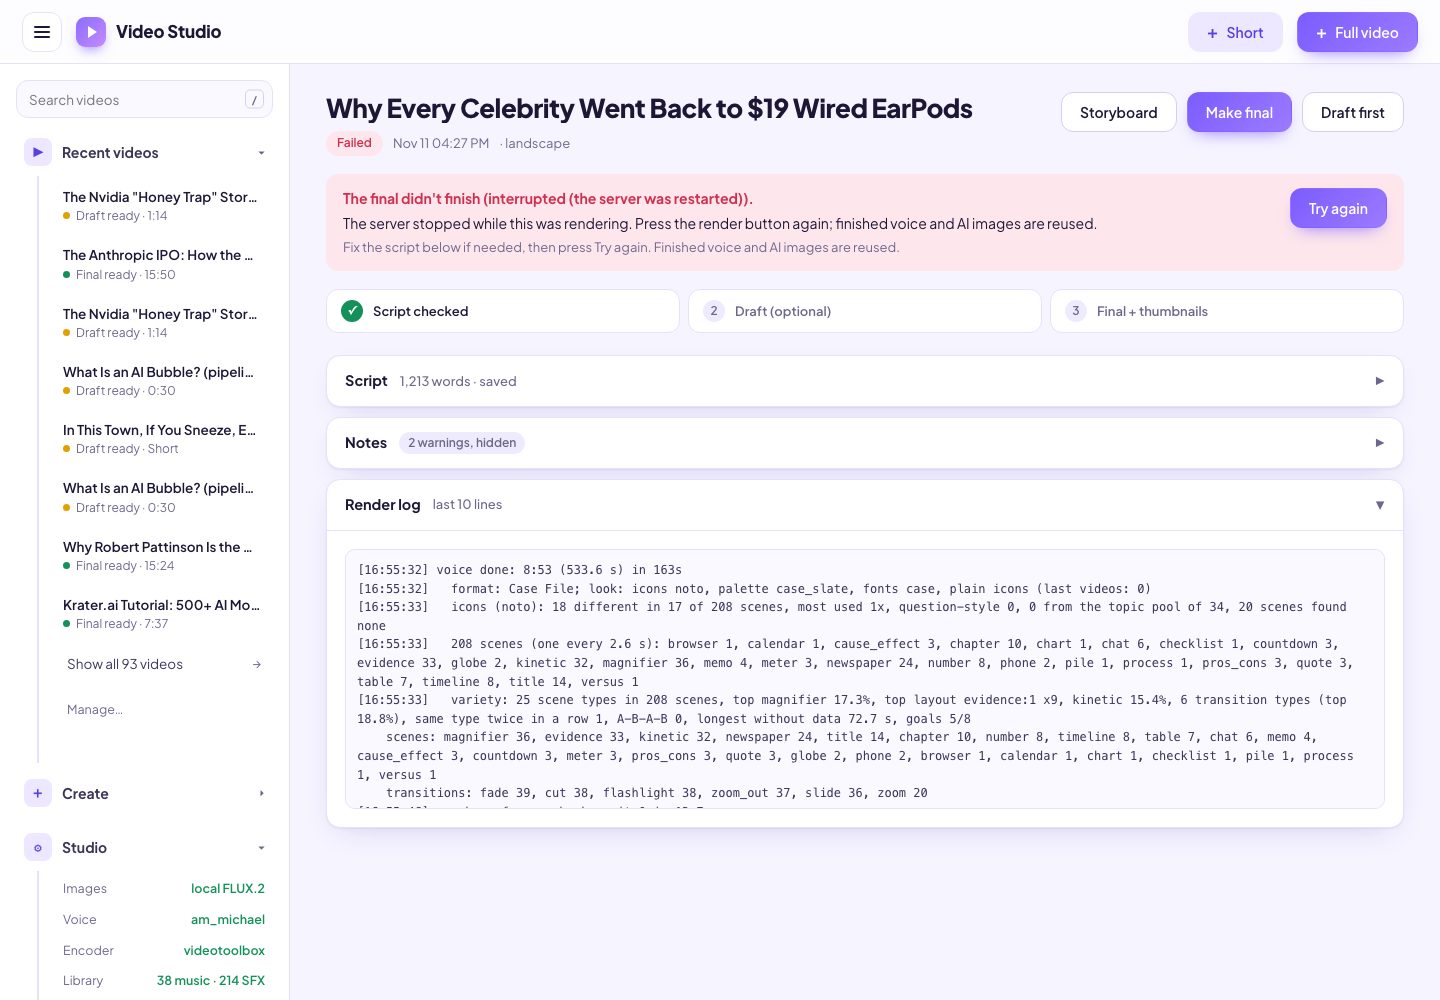 Video Studio
+ Short
+ Full video
Search videos
/
Recent videos
The Nvidia "Honey Trap" Stor...
Draft ready · 1:14
The Anthropic IPO: How the ...
Final ready · 15:50
The Nvidia "Honey Trap" Stor...
Draft ready · 1:14
What Is an AI Bubble? (pipeli...
Draft ready · 0:30
In This Town, If You Sneeze, E...
Draft ready · Short
What Is an AI Bubble? (pipeli...
Draft ready · 0:30
Why Robert Pattinson Is the ...
Final ready · 15:24
Krater.ai Tutorial: 500+ AI Mo...
Final ready · 7:37
Show all 93 videos →
Manage...
Create
Studio
Images local FLUX.2
Voice am_michael
Encoder videotoolbox
Library 38 music · 214 SFX
Why Every Celebrity Went Back to $19 Wired EarPods
Storyboard
Make final
Draft first
Failed Nov 11 04:27 PM · landscape
The final didn't finish (interrupted (the server was restarted)).
The server stopped while this was rendering. Press the render button again; finished voice and AI images are reused.
Fix the script below if needed, then press Try again. Finished voice and AI images are reused.
Try again
✓ Script checked
2 Draft (optional)
3 Final + thumbnails
Script 1,213 words · saved
Notes 2 warnings, hidden
Render log last 10 lines
[16:55:32] voice done: 8:53 (533.6 s) in 163s
[16:55:32]   format: Case File; look: icons noto, palette case_slate, fonts case, plain icons (last videos: 0)
[16:55:33]   icons (noto): 18 different in 17 of 208 scenes, most used 1x, question-style 0, 0 from the topic pool of 34, 20 scenes found
none
[16:55:33]   208 scenes (one every 2.6 s): browser 1, calendar 1, cause_effect 3, chapter 10, chart 1, chat 6, checklist 1, countdown 3,
evidence 33, globe 2, kinetic 32, magnifier 36, memo 4, meter 3, newspaper 24, number 8, phone 2, pile 1, process 1, pros_cons 3, quote 3,
table 7, timeline 8, title 14, versus 1
[16:55:33]   variety: 25 scene types in 208 scenes, top magnifier 17.3%, top layout evidence:1 x9, kinetic 15.4%, 6 transition types (top
18.8%), same type twice in a row 1, A-B-A-B 0, longest without data 72.7 s, goals 5/8
scenes: magnifier 36, evidence 33, kinetic 32, newspaper 24, title 14, chapter 10, number 8, timeline 8, table 7, chat 6, memo 4,
cause_effect 3, countdown 3, meter 3, pros_cons 3, quote 3, globe 2, phone 2, browser 1, calendar 1, chart 1, checklist 1, pile 1, process
1, versus 1
transitions: fade 39, cut 38, flashlight 38, zoom_out 37, slide 36, zoom 20